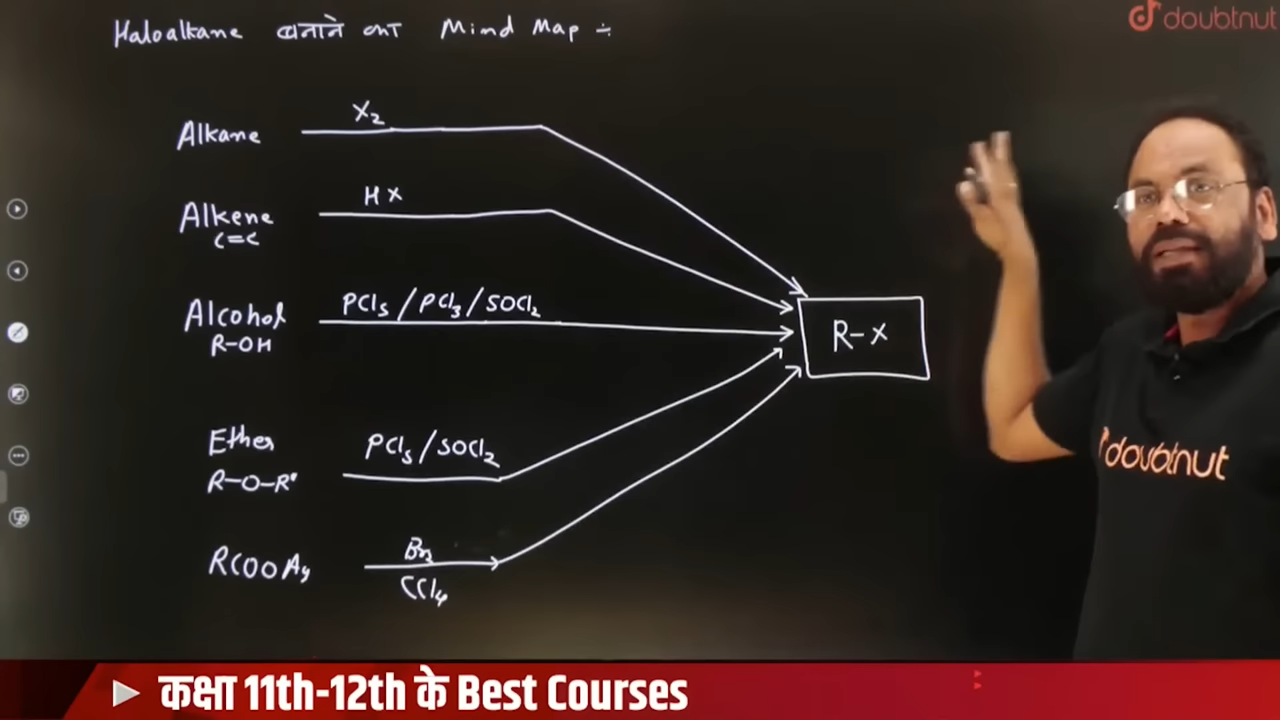 Haloalkane बनाने का Mind Map ÷
doubtnut
Alkane X₂
Alkene HX
C=C
Alcohol PCl₅ / PCl₃ / SOCl₂
R-OH
R-X
Ether PCl₅ / SOCl₂
R-O-R'
RCOOAg Br₂
CCl₄
doubtnut
कक्षा 11th-12th के Best Courses